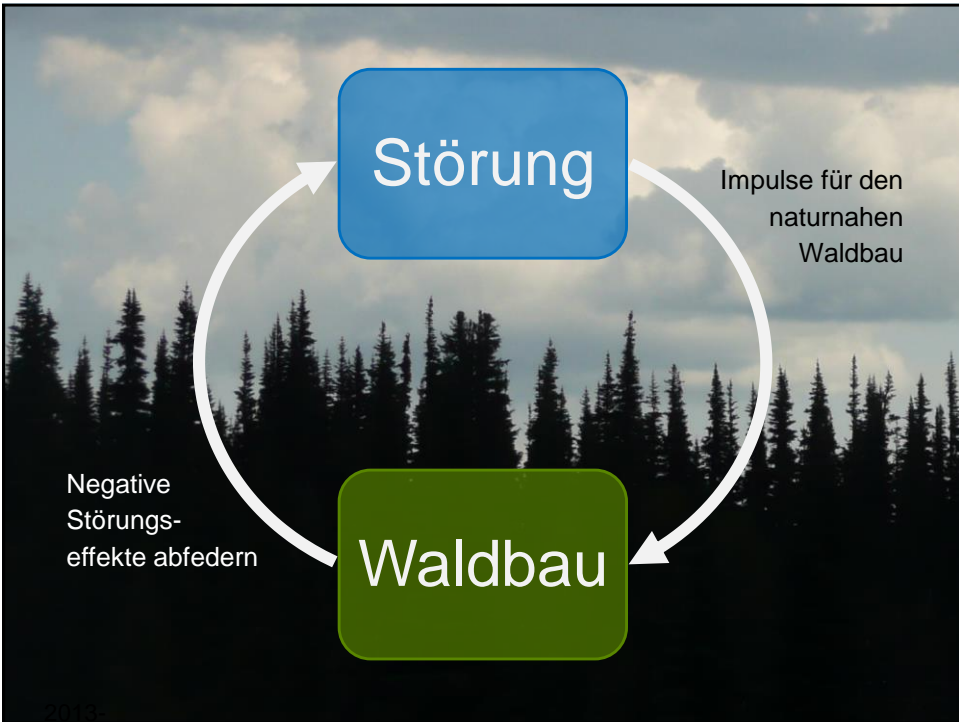 Störung
Impulse für den
naturnahen
Waldbau
Negative
Störungs-
effekte abfedern
Waldbau
2013-